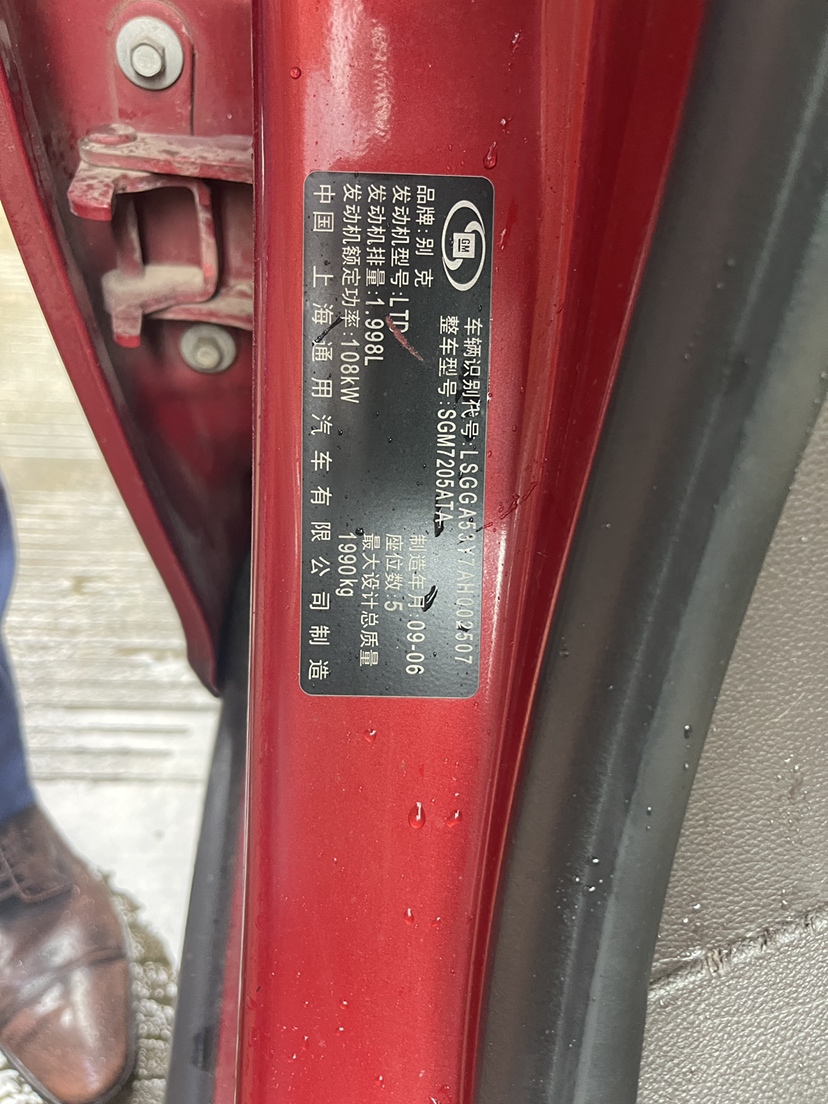 GM
车辆识别代号:LSGGA53Y7AH002507
整车型号:SGM7205ATA
品牌:别克
制造年月:09-06
发动机型号:LTD
座位数:5
发动机排量:1.998L
最大设计总质量
发动机额定功率:108kW
1990kg
中国 上海通用汽车有限公司制造